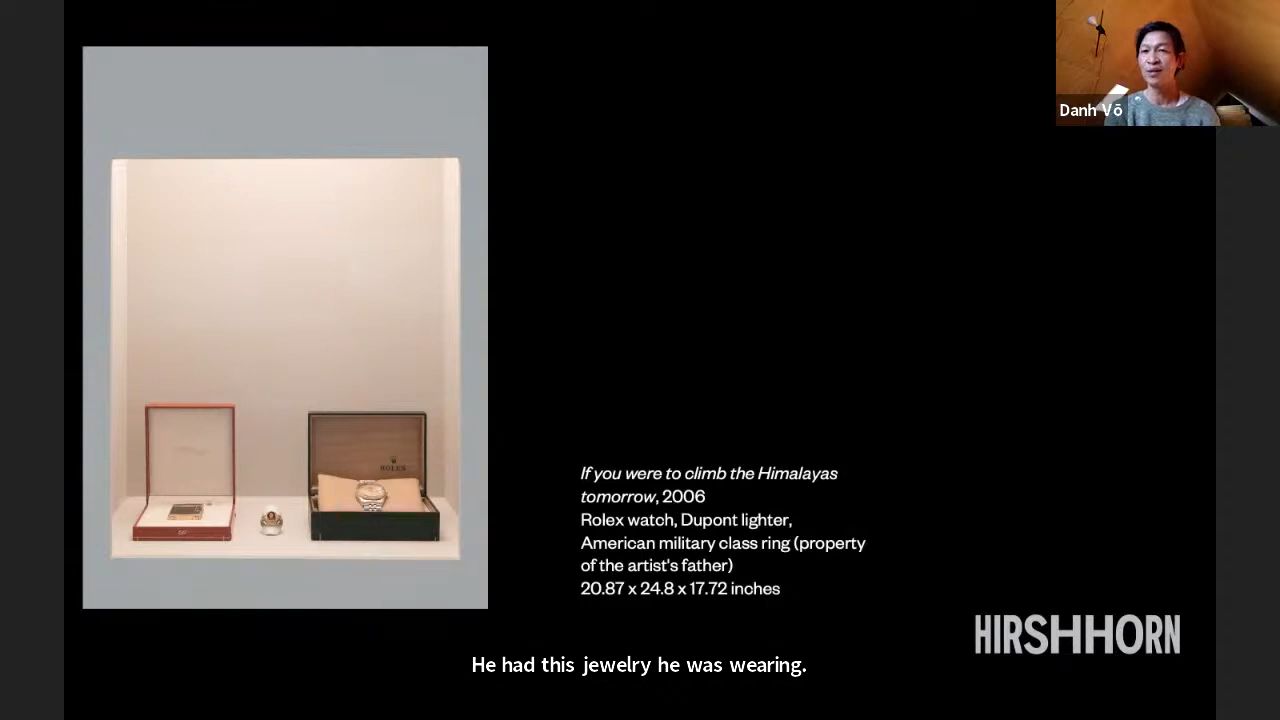 Danh Võ
ROLEX
If you were to climb the Himalayas
tomorrow, 2006
Rolex watch, Dupont lighter,
American military class ring (property
of the artist's father)
20.87 x 24.8 x 17.72 inches
HIRSHHORN
He had this jewelry he was wearing.